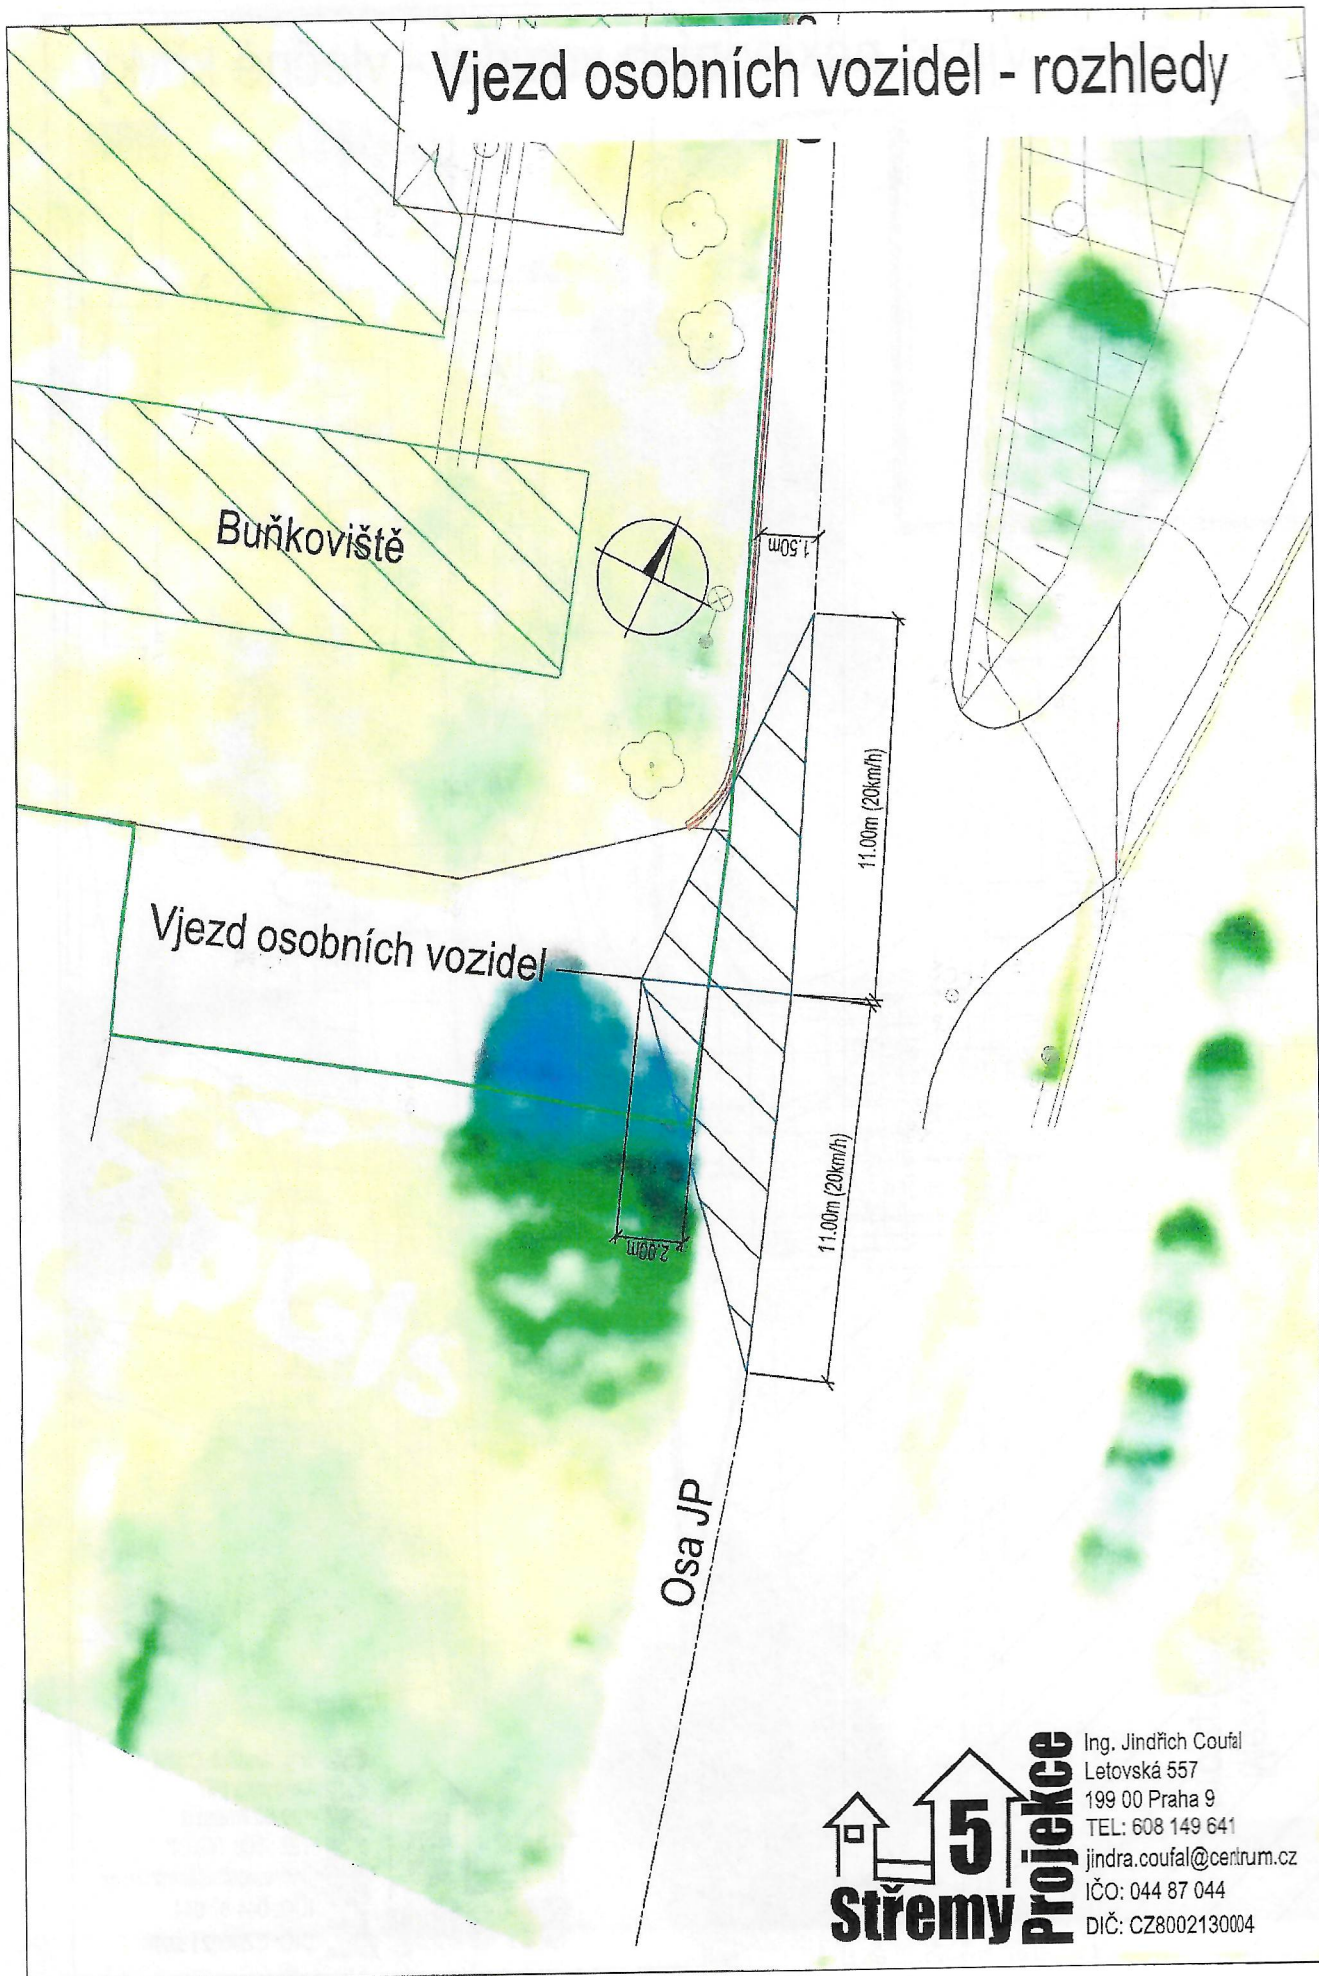 Vjezd osobních vozidel - rozhledy
Buňkoviště
1.50m
11.00m (20km/h)
Vjezd osobních vozidel
11.00m (20km/h)
2.00m
Osa JP
5
Střemy
Projekce
Ing. Jindřich Coufal
Letovská 557
199 00 Praha 9
TEL: 608 149 641
jindra.coufal@centrum.cz
IČO: 044 87 044
DIČ: CZ8002130004